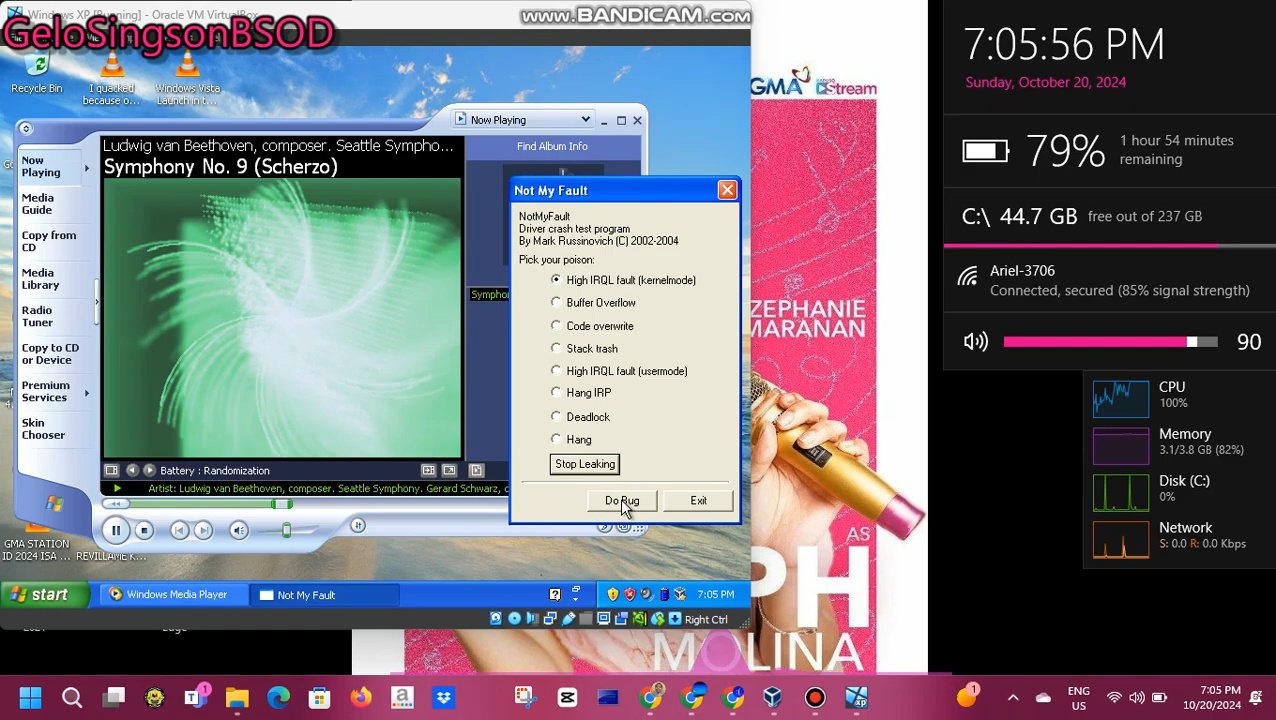 Windows XP [Running] - Oracle VM VirtualBox
WWW.BANDICAM.COM
GeloSingsonBSOD
Recycle Bin
I quacked
because o...
Windows Vista
Launch in t...
Now Playing
Find Album Info
Now
Playing
Media
Guide
Copy from
CD
Media
Library
Radio
Tuner
Copy to CD
or Device
Premium
Services
Skin
Chooser
Ludwig van Beethoven, composer. Seattle Sympho...
Symphony No. 9 (Scherzo)
Battery : Randomization
Artist: Ludwig van Beethoven, composer. Seattle Symphony. Gerard Schwarz, c
Not My Fault
NotMyFault
Driver crash test program
By Mark Russinovich (C) 2002-2004
Pick your poison:
High IRQL fault (kernelmode)
Buffer Overflow
Code overwrite
Stack trash
High IRQL fault (usermode)
Hang IRP
Deadlock
Hang
Stop Leaking
Do Bug
Exit
GMA STATION
ID 2024 ISA ...
REVILLAME K...
start
Windows Media Player
Not My Fault
7:05 PM
Right Ctrl
GMA
Stream
ZEPHANIE
MARANAN
AS
PH
MOLINA
7:05:56 PM
Sunday, October 20, 2024
79%
1 hour 54 minutes
remaining
C:\ 44.7 GB free out of 237 GB
Ariel-3706
Connected, secured (85% signal strength)
90
CPU
100%
Memory
3.1/3.8 GB (82%)
Disk (C:)
0%
Network
S: 0.0 R: 0.0 Kbps
ENG
US
7:05 PM
10/20/2024